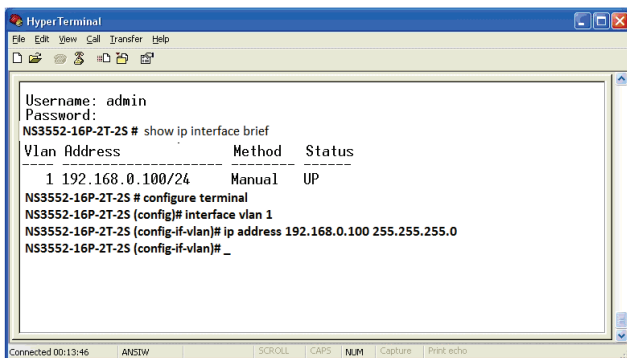 HyperTerminal
File Edit View Call Transfer Help
Username: admin
Password:
NS3552-16P-2T-2S # show ip interface brief
Vlan Address Method Status
---- -------------------- -------- ------
1 192.168.0.100/24 Manual UP
NS3552-16P-2T-2S # configure terminal
NS3552-16P-2T-2S (config)# interface vlan 1
NS3552-16P-2T-2S (config-if-vlan)# ip address 192.168.0.100 255.255.255.0
NS3552-16P-2T-2S (config-if-vlan)# _
Connected 00:13:46 ANSIW SCROLL CAPS NUM Capture Print echo